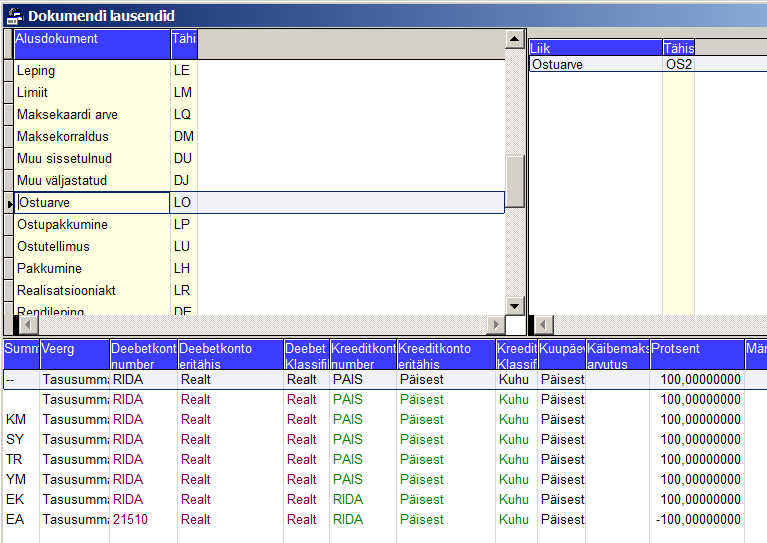 Dokumendi lausendid
Alusdokument Tähi
Leping LE
Limiit LM
Maksekaardi arve LQ
Maksekorraldus DM
Muu sissetulnud DU
Muu väljastatud DJ
Ostuarve LO
Ostupakkumine LP
Ostutellimus LU
Pakkumine LH
Realisatsiooniakt LR
Rendileping DE
Liik Tähis
Ostuarve OS2
Summ Veerg Deebetkont number Deebetkonto eritähis Deebet Klassifi Kreeditkont number Kreeditkonto eritähis Kreedit Klassif Kuupäev Käibemaks arvutus Protsent Mär
-- Tasusumma RIDA Realt Realt PAIS Päisest Kuhu Päisest 100,00000000
Tasusumma RIDA Realt Realt PAIS Päisest Kuhu Päisest 100,00000000
KM Tasusumma RIDA Realt Realt PAIS Päisest Kuhu Päisest 100,00000000
SY Tasusumma RIDA Realt Realt PAIS Päisest Kuhu Päisest 100,00000000
TR Tasusumma RIDA Realt Realt PAIS Päisest Kuhu Päisest 100,00000000
YM Tasusumma RIDA Realt Realt PAIS Päisest Kuhu Päisest 100,00000000
EK Tasusumma RIDA Realt Realt RIDA Päisest Kuhu Päisest 100,00000000
EA Tasusumma 21510 Realt Realt RIDA Päisest Kuhu Päisest -100,00000000